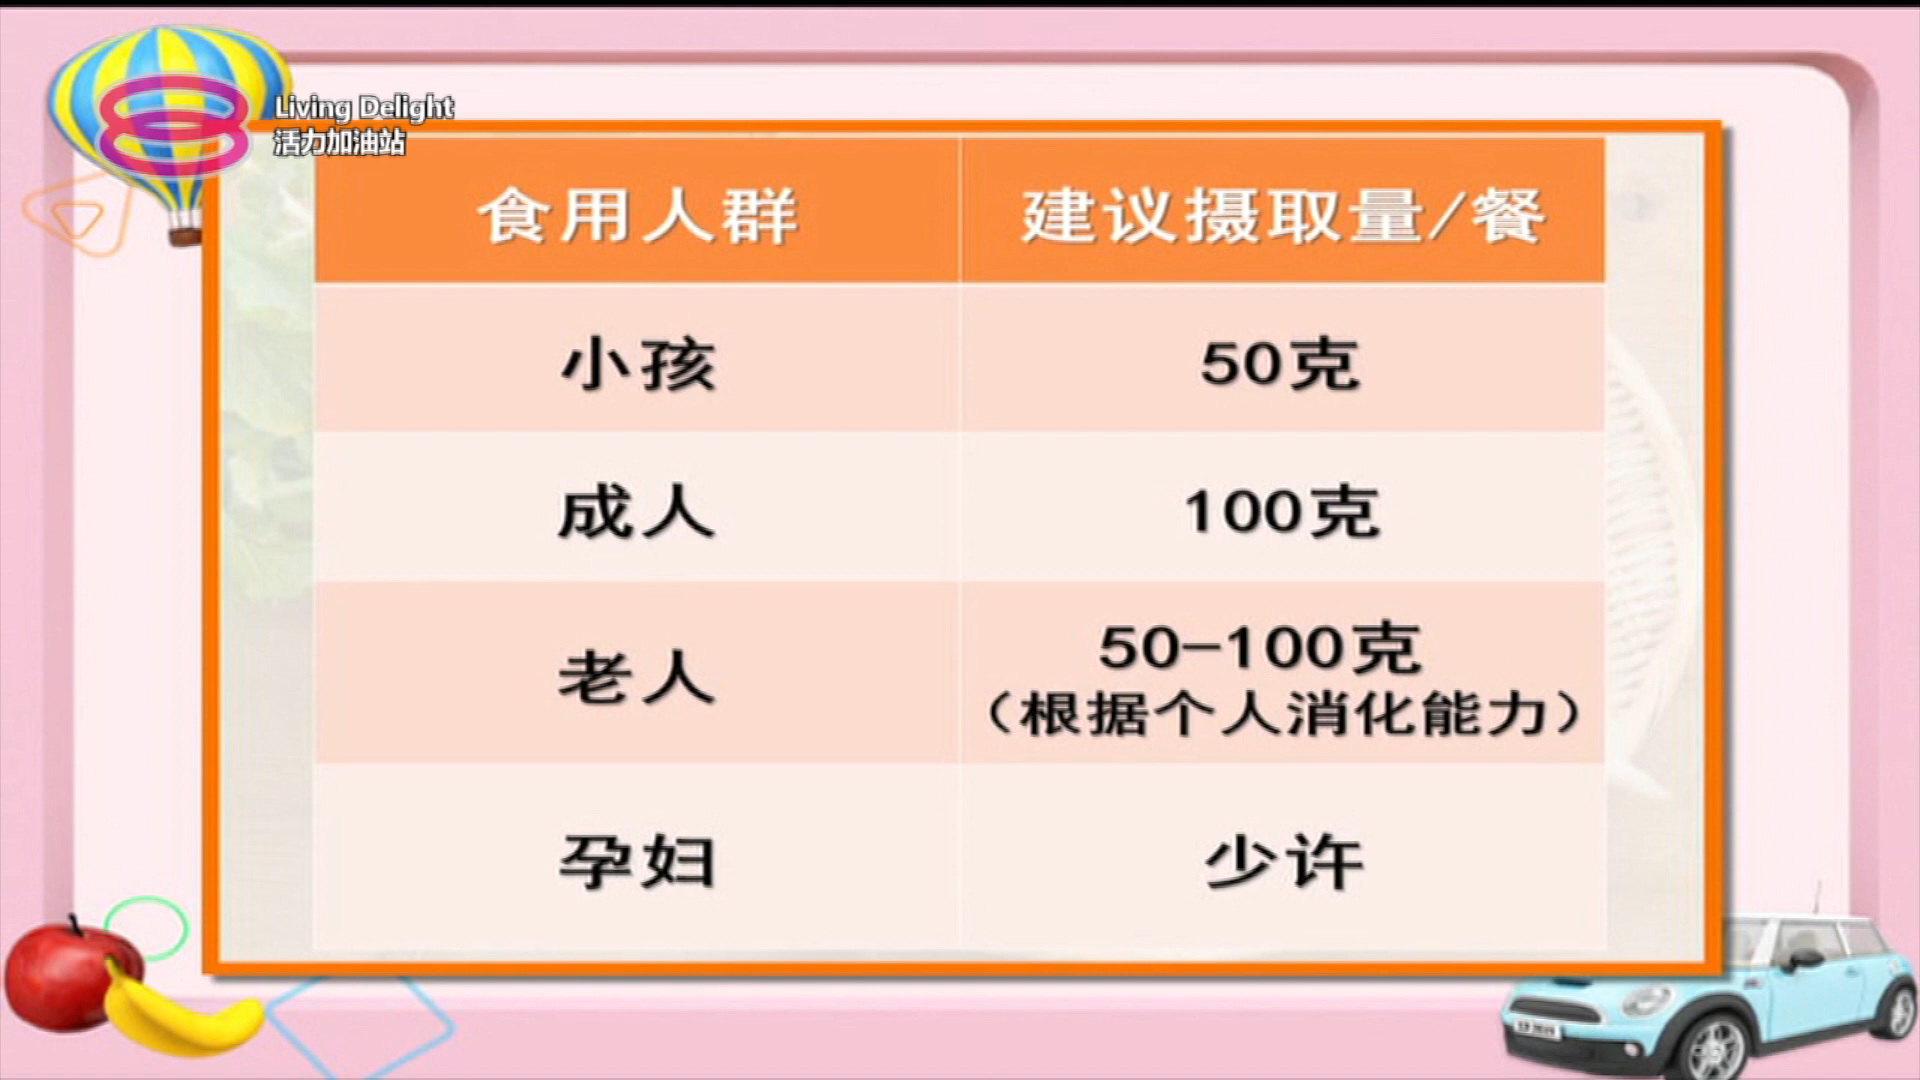 Living Delight
活力加油站
食用人群
建议摄取量/餐
小孩
50克
成人
100克
老人
50-100克
（根据个人消化能力）
孕妇
少许